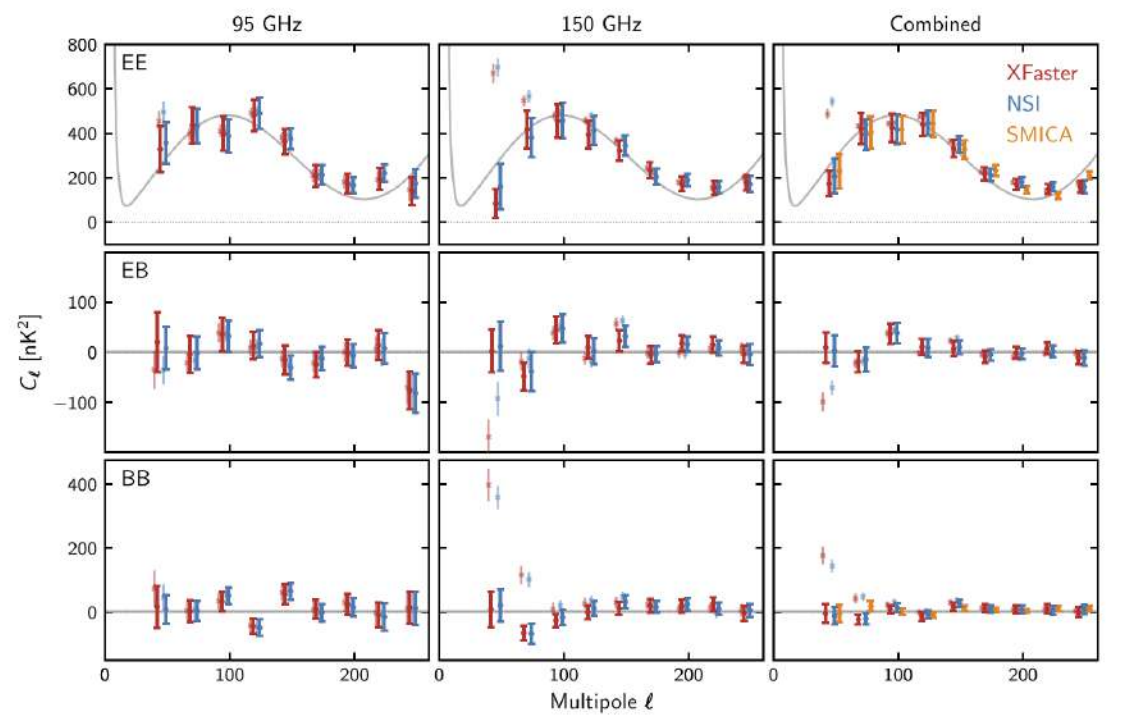 95 GHz 150 GHz Combined
800
600
400
200
0
EE
XFaster
NSI
SMICA
100
0
−100
EB
Cℓ [nK²]
400
200
0
BB
0 100 200 0 100 200 0 100 200
Multipole ℓ